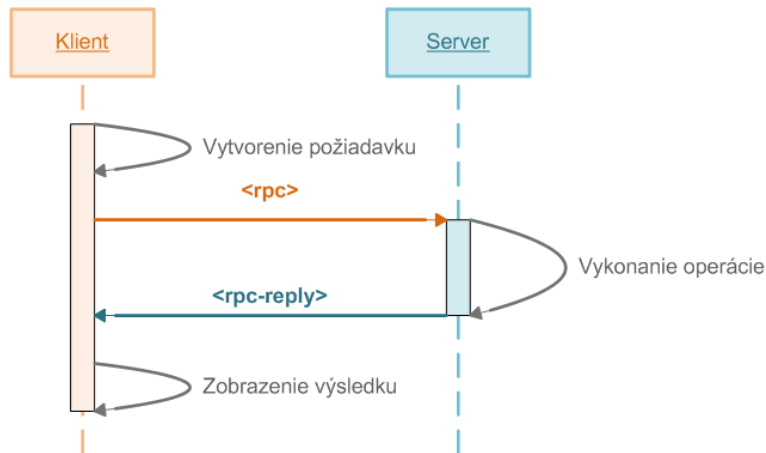 Klient
Server
Vytvorenie požiadavku
<rpc>
Vykonanie operácie
<rpc-reply>
Zobrazenie výsledku